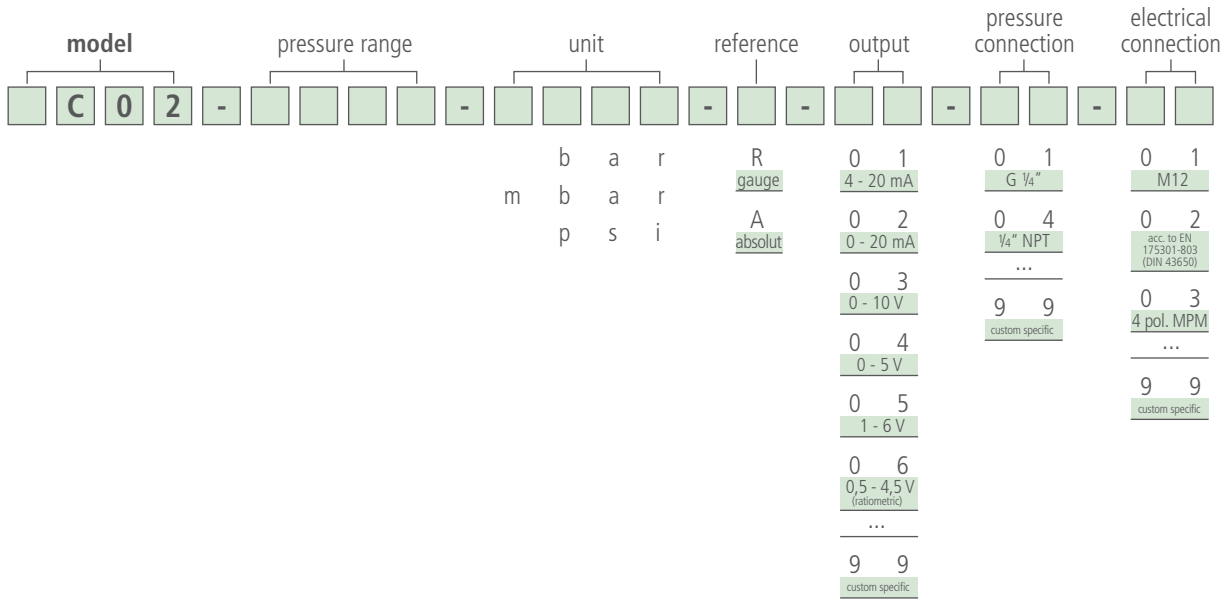 model pressure range unit reference output pressure connection electrical connection
C 0 2 - - - - - -
b a r
m b a r
p s i
R
gauge
A
absolut
0 1
4 - 20 mA
0 2
0 - 20 mA
0 3
0 - 10 V
0 4
0 - 5 V
0 5
1 - 6 V
0 6
0,5 - 4,5 V
(ratiometric)
...
9 9
custom specific
0 1
G ¼"
0 4
¼" NPT
...
9 9
custom specific
0 1
M12
0 2
acc. to EN
175301-803
(DIN 43650)
0 3
4 pol. MPM
...
9 9
custom specific